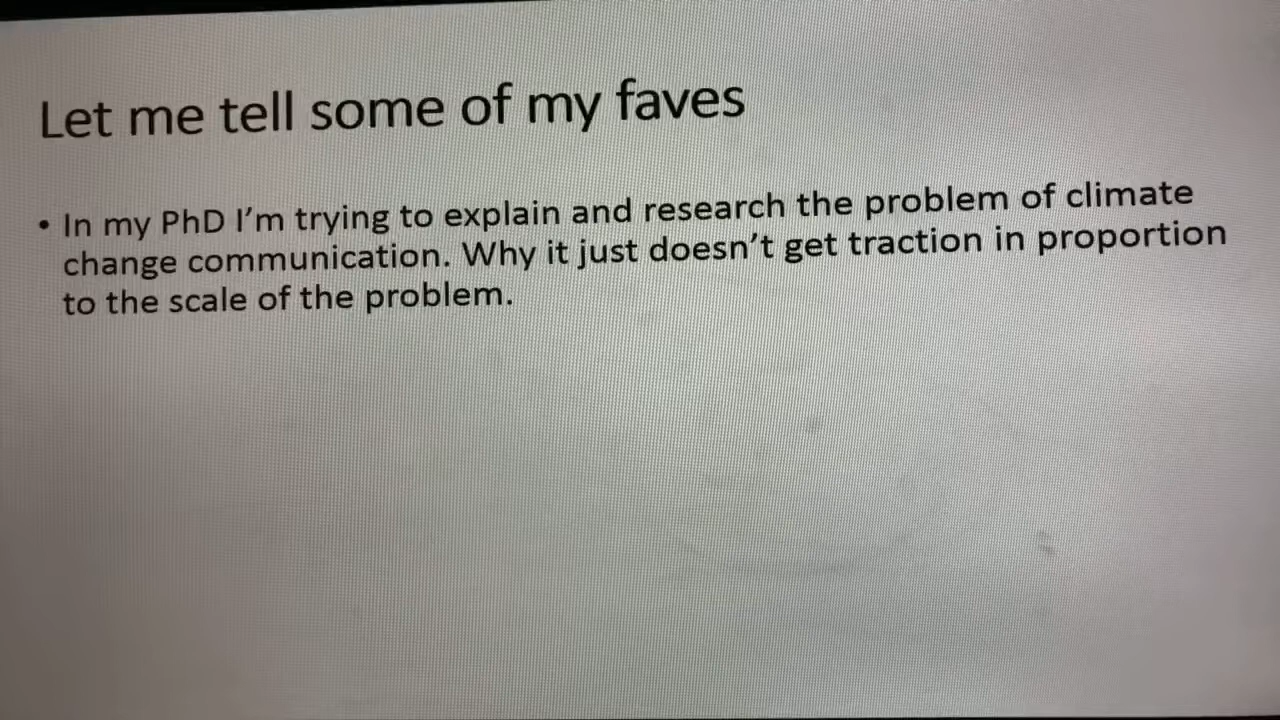 Let me tell some of my faves
• In my PhD I’m trying to explain and research the problem of climate
change communication. Why it just doesn’t get traction in proportion
to the scale of the problem.